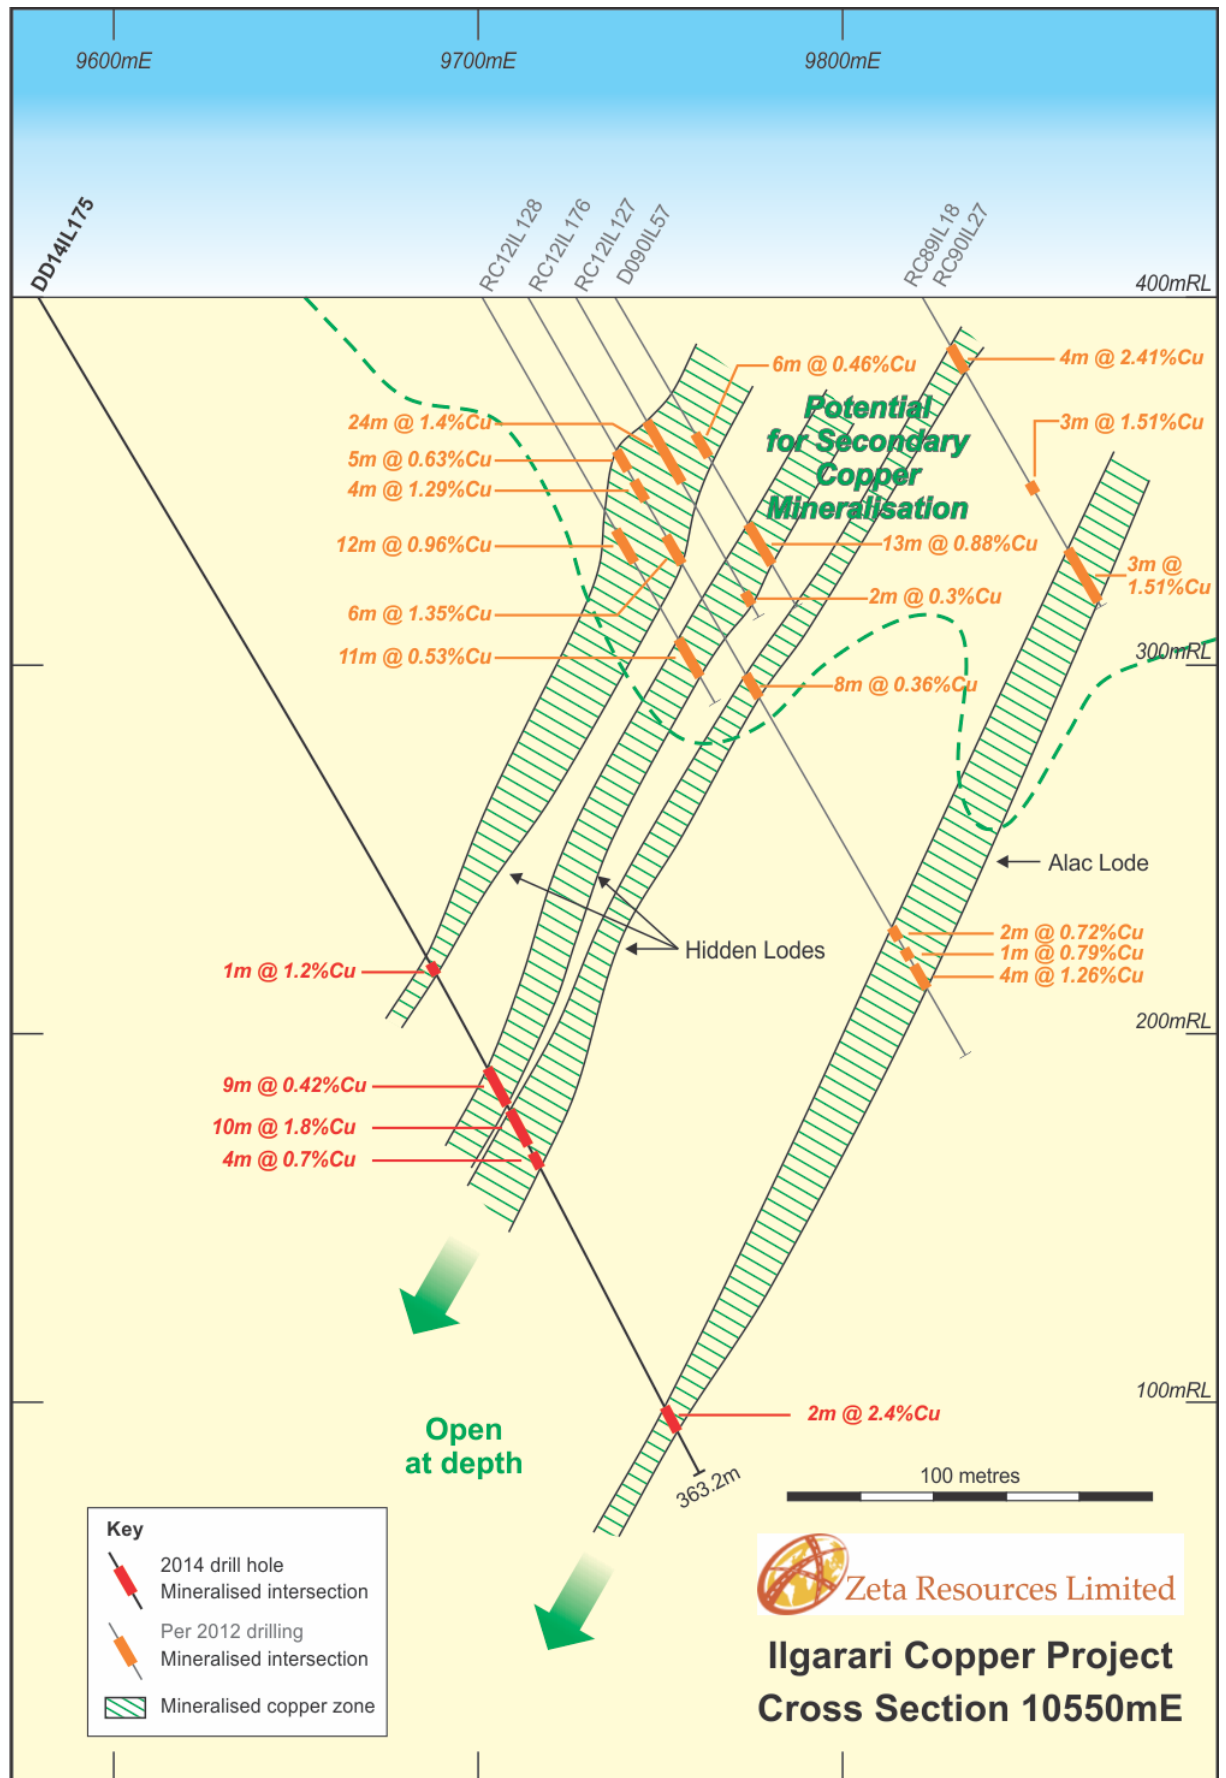 9600mE
9700mE
9800mE
DD14IL175
RC12IL128
RC12IL176
RC12IL127
D090IL57
RC89IL18
RC90IL27
400mRL
6m @ 0.46%Cu
4m @ 2.41%Cu
Potential
for Secondary
Copper
Mineralisation
24m @ 1.4%Cu
3m @ 1.51%Cu
5m @ 0.63%Cu
4m @ 1.29%Cu
12m @ 0.96%Cu
13m @ 0.88%Cu
3m @
1.51%Cu
2m @ 0.3%Cu
6m @ 1.35%Cu
11m @ 0.53%Cu
300mRL
8m @ 0.36%Cu
Alac Lode
Hidden Lodes
2m @ 0.72%Cu
1m @ 0.79%Cu
4m @ 1.26%Cu
1m @ 1.2%Cu
200mRL
9m @ 0.42%Cu
10m @ 1.8%Cu
4m @ 0.7%Cu
100mRL
2m @ 2.4%Cu
Open
at depth
363.2m
100 metres
Key
2014 drill hole
Mineralised intersection
Per 2012 drilling
Mineralised intersection
Mineralised copper zone
Zeta Resources Limited
Ilgarari Copper Project
Cross Section 10550mE